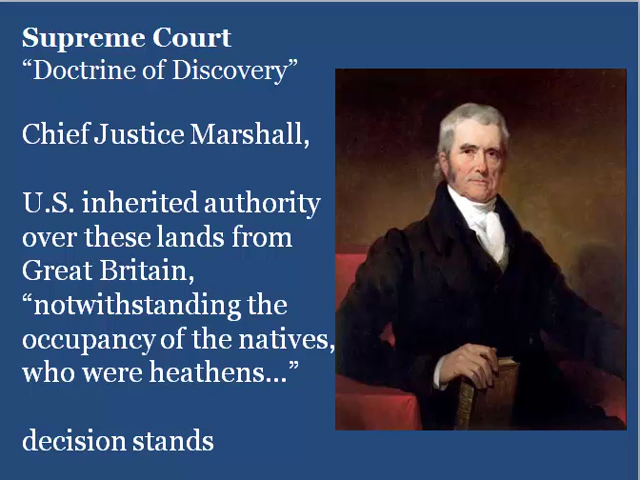 Supreme Court
“Doctrine of Discovery”
Chief Justice Marshall,
U.S. inherited authority
over these lands from
Great Britain,
“notwithstanding the
occupancy of the natives,
who were heathens…”
decision stands